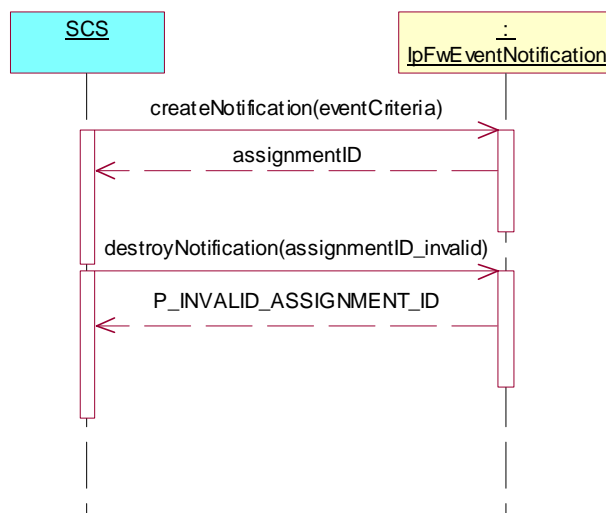 SCS
:
IpFwEventNotification
createNotification(eventCriteria)
assignmentID
destroyNotification(assignmentID_invalid)
P_INVALID_ASSIGNMENT_ID